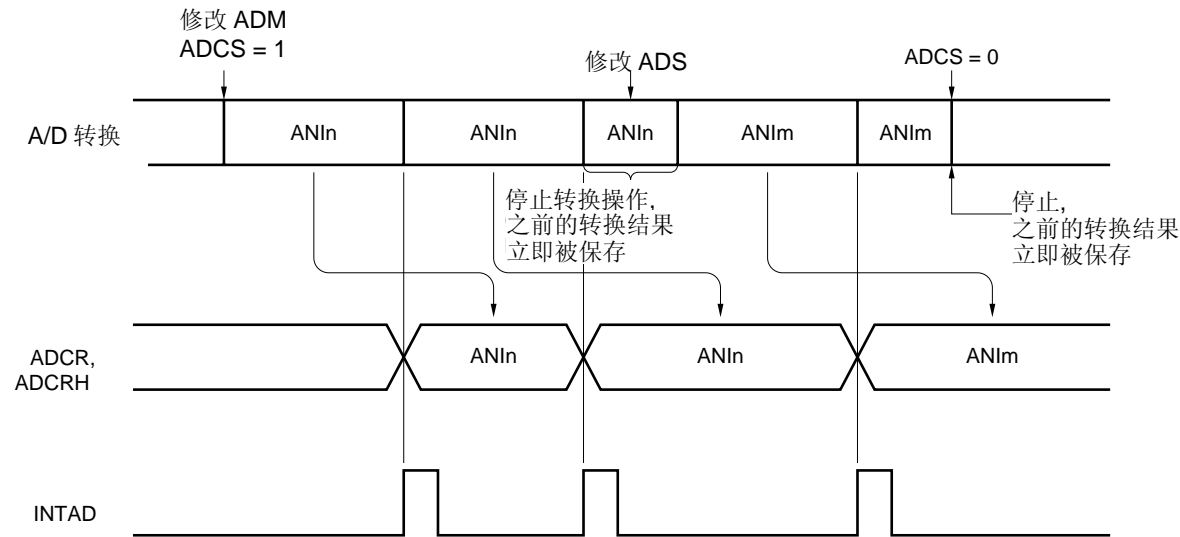 修改 ADM
ADCS = 1
修改 ADS
ADCS = 0
A/D 转换
ANIn
ANIn
ANIn
ANIm
ANIm
停止转换操作,
之前的转换结果
立即被保存
停止,
之前的转换结果
立即被保存
ADCR,
ADCRH
ANIn
ANIn
ANIm
INTAD